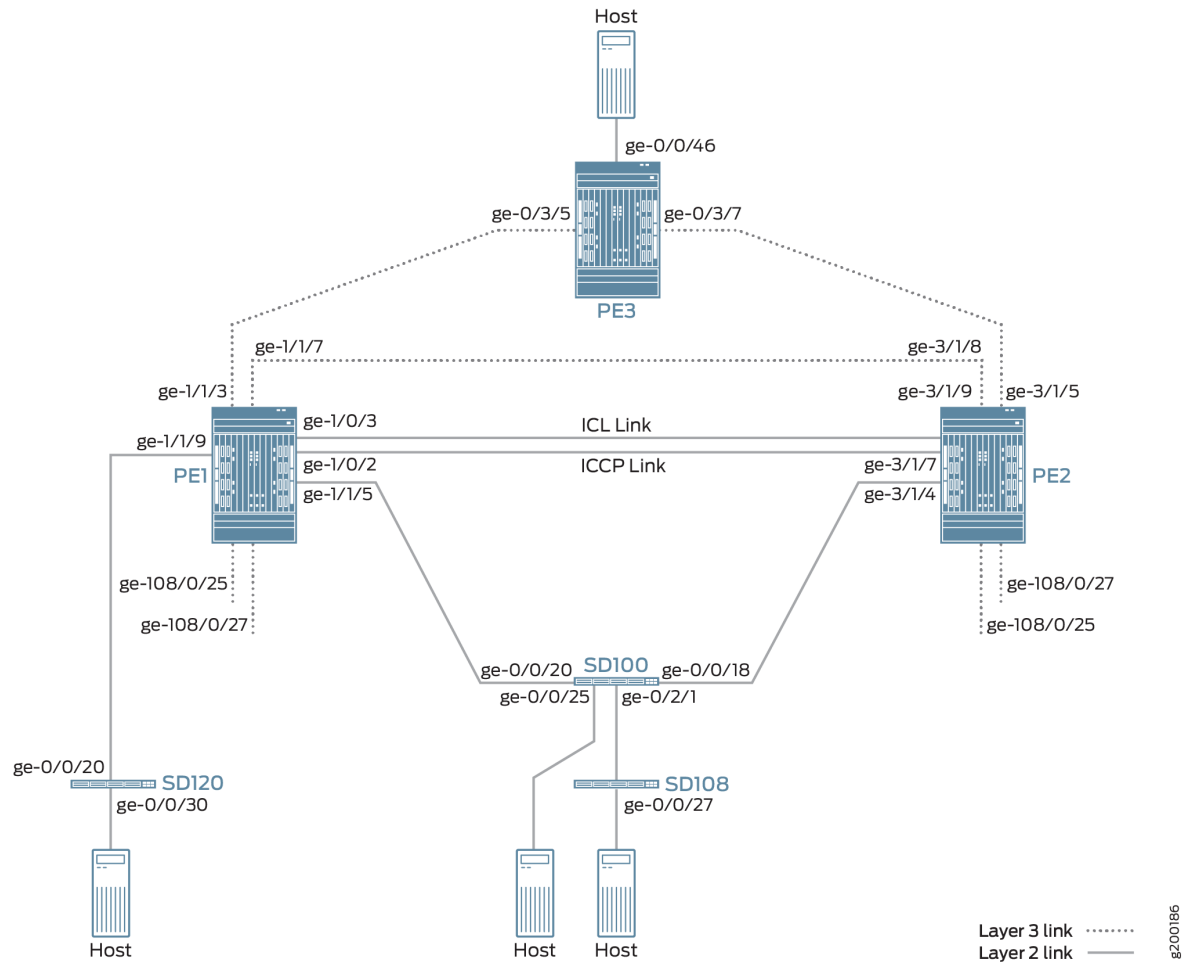 Host
ge-0/0/46
ge-0/3/5
ge-0/3/7
PE3
ge-1/1/7
ge-3/1/8
ge-1/1/3
ge-3/1/9
ge-3/1/5
ge-1/0/3
ICL Link
ge-1/1/9
PE1
ge-1/0/2
ICCP Link
ge-3/1/7
PE2
ge-1/1/5
ge-3/1/4
ge-108/0/25
ge-108/0/27
ge-108/0/27
ge-108/0/25
SD100
ge-0/0/20
ge-0/0/18
ge-0/0/25
ge-0/2/1
ge-0/0/20
SD120
SD108
ge-0/0/30
ge-0/0/27
Host
Host
Host
Layer 3 link
Layer 2 link
g200186